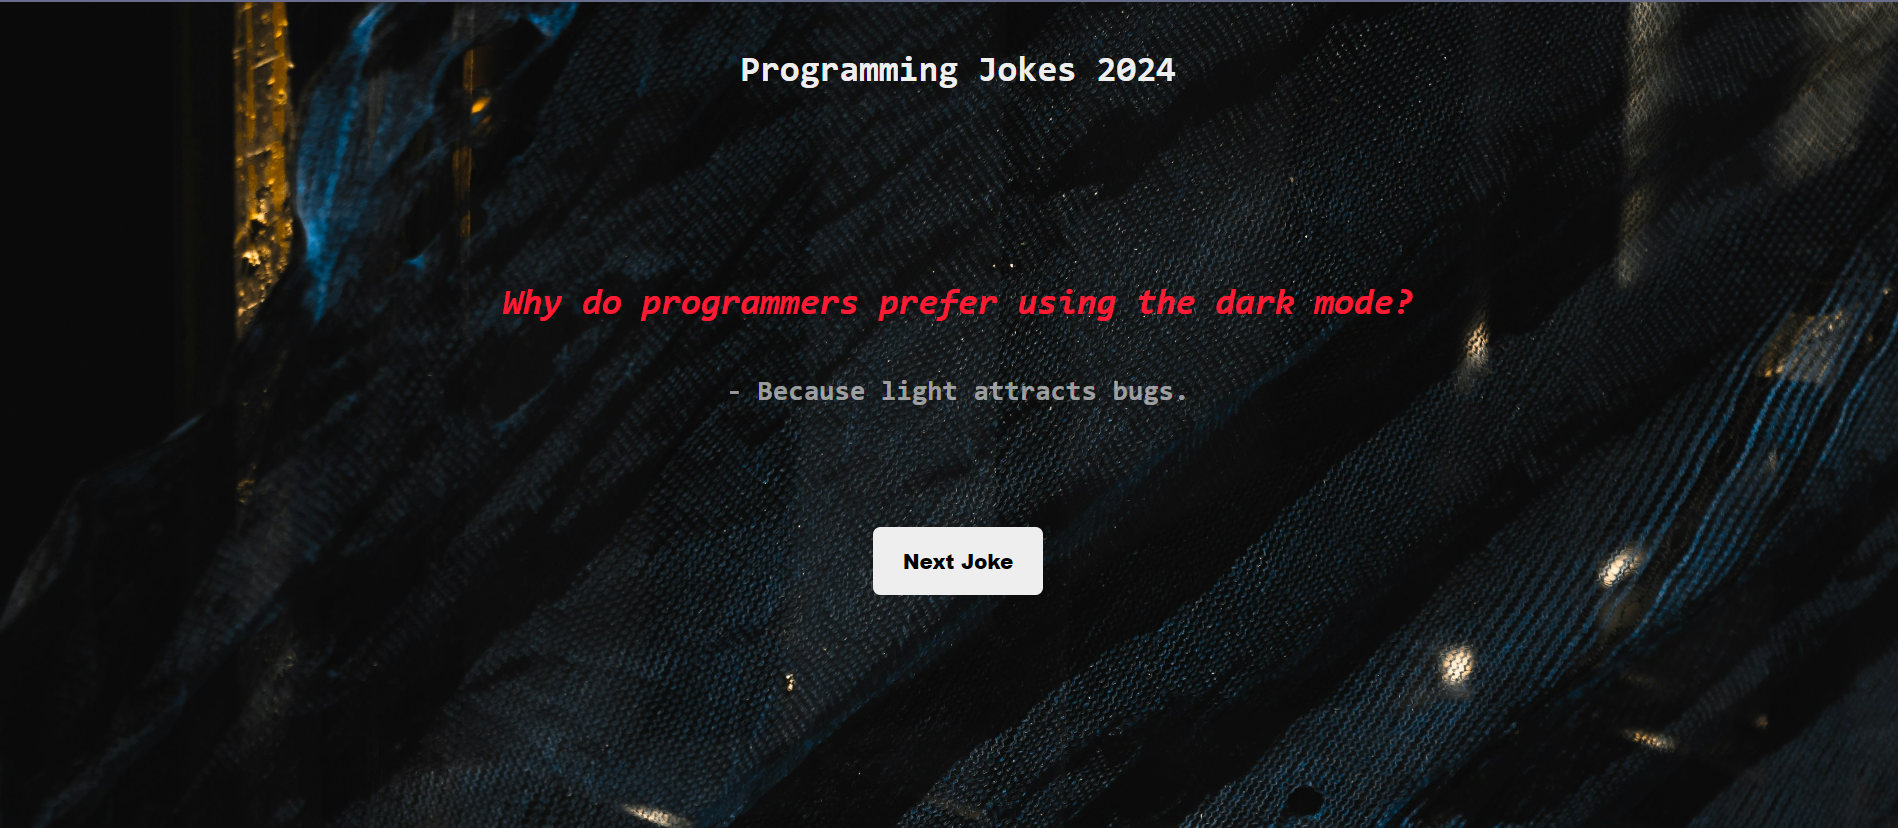 Programming Jokes 2024
Why do programmers prefer using the dark mode?
- Because light attracts bugs.
Next Joke